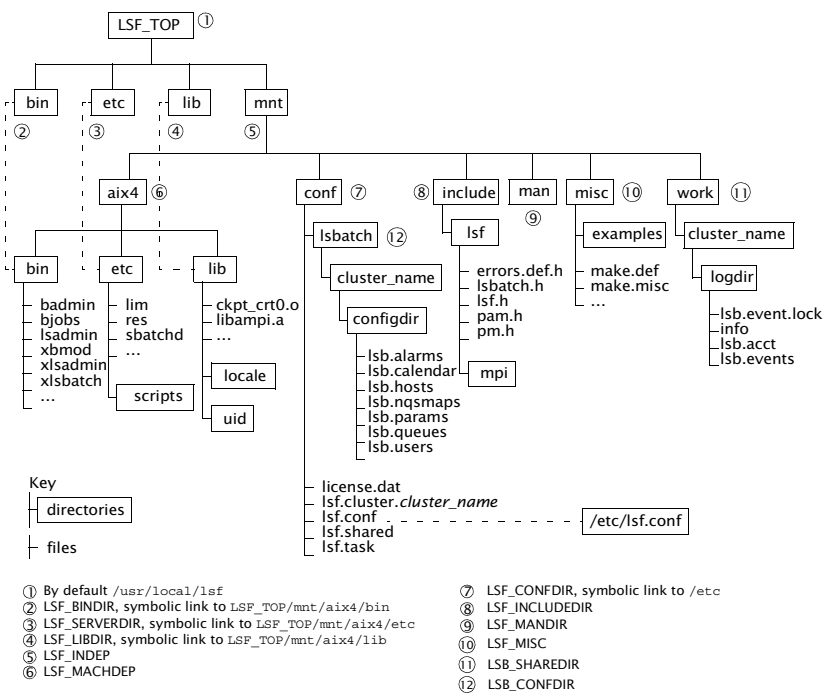 LSF_TOP ①
bin etc lib mnt
② ③ ④ ⑤
aix4 ⑥ conf ⑦ ⑧ include man misc ⑩ work ⑪
⑨
lsbatch ⑫ lsf examples cluster_name
bin etc lib cluster_name errors.def.h make.def logdir
lsbatch.h make.misc
lsf.h ...
pam.h
pm.h
badmin lim ckpt_crt0.o configdir lsb.event.lock
bjobs res libampi.a info
lsadmin sbatchd ... lsb.acct
xbmod ... lsb.events
xlsadmin
xlsbatch
...
scripts locale mpi
uid
lsb.alarms
lsb.calendar
lsb.hosts
lsb.nqsmaps
lsb.params
lsb.queues
lsb.users
license.dat
lsf.cluster.cluster_name
lsf.conf /etc/lsf.conf
lsf.shared
lsf.task
Key
directories
files
① By default /usr/local/lsf
② LSF_BINDIR, symbolic link to LSF_TOP/mnt/aix4/bin
③ LSF_SERVERDIR, symbolic link to LSF_TOP/mnt/aix4/etc
④ LSF_LIBDIR, symbolic link to LSF_TOP/mnt/aix4/lib
⑤ LSF_INDEP
⑥ LSF_MACHDEP
⑦ LSF_CONFDIR, symbolic link to /etc
⑧ LSF_INCLUDEDIR
⑨ LSF_MANDIR
⑩ LSF_MISC
⑪ LSB_SHAREDIR
⑫ LSB_CONFDIR